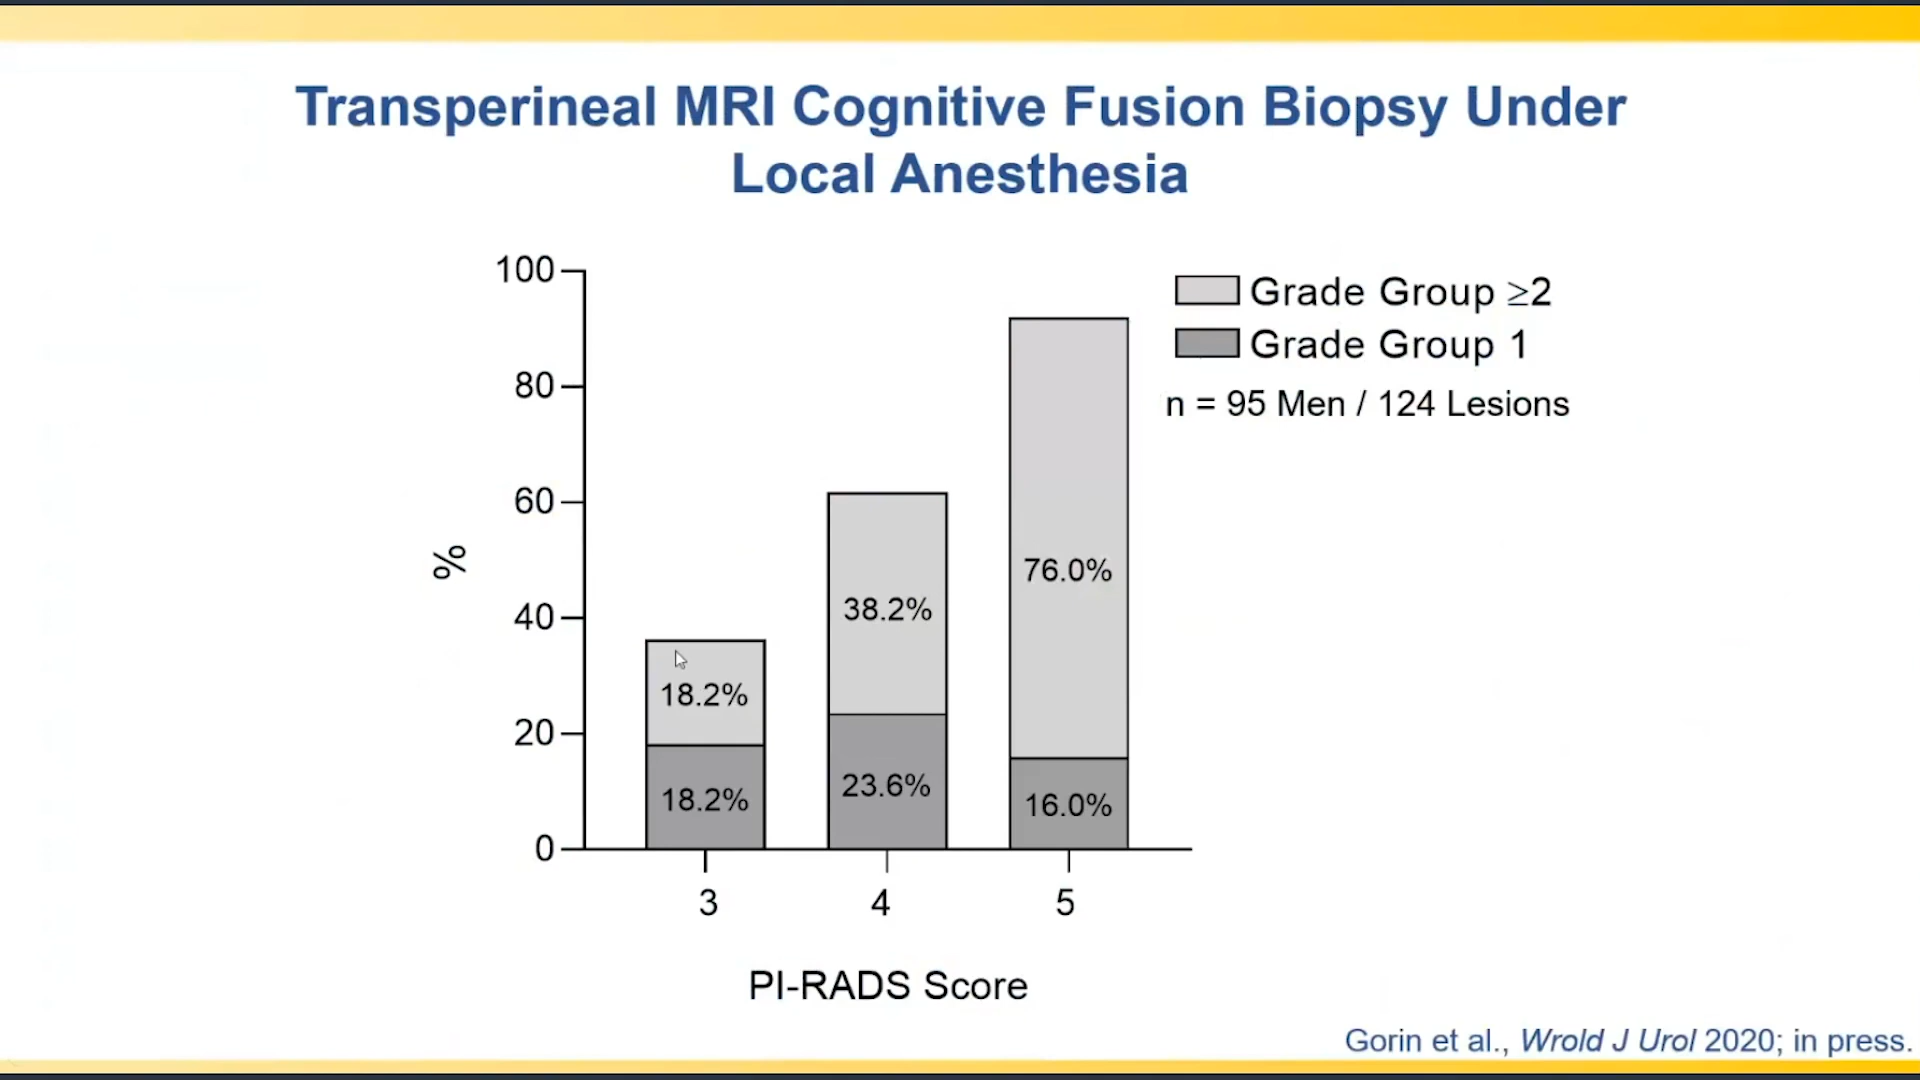 Transperineal MRI Cognitive Fusion Biopsy Under
Local Anesthesia
100
80
60
40
20
0
%
Grade Group ≥2
Grade Group 1
n = 95 Men / 124 Lesions
18.2%
18.2%
38.2%
23.6%
76.0%
16.0%
3
4
5
PI-RADS Score
Gorin et al., Wrold J Urol 2020; in press.